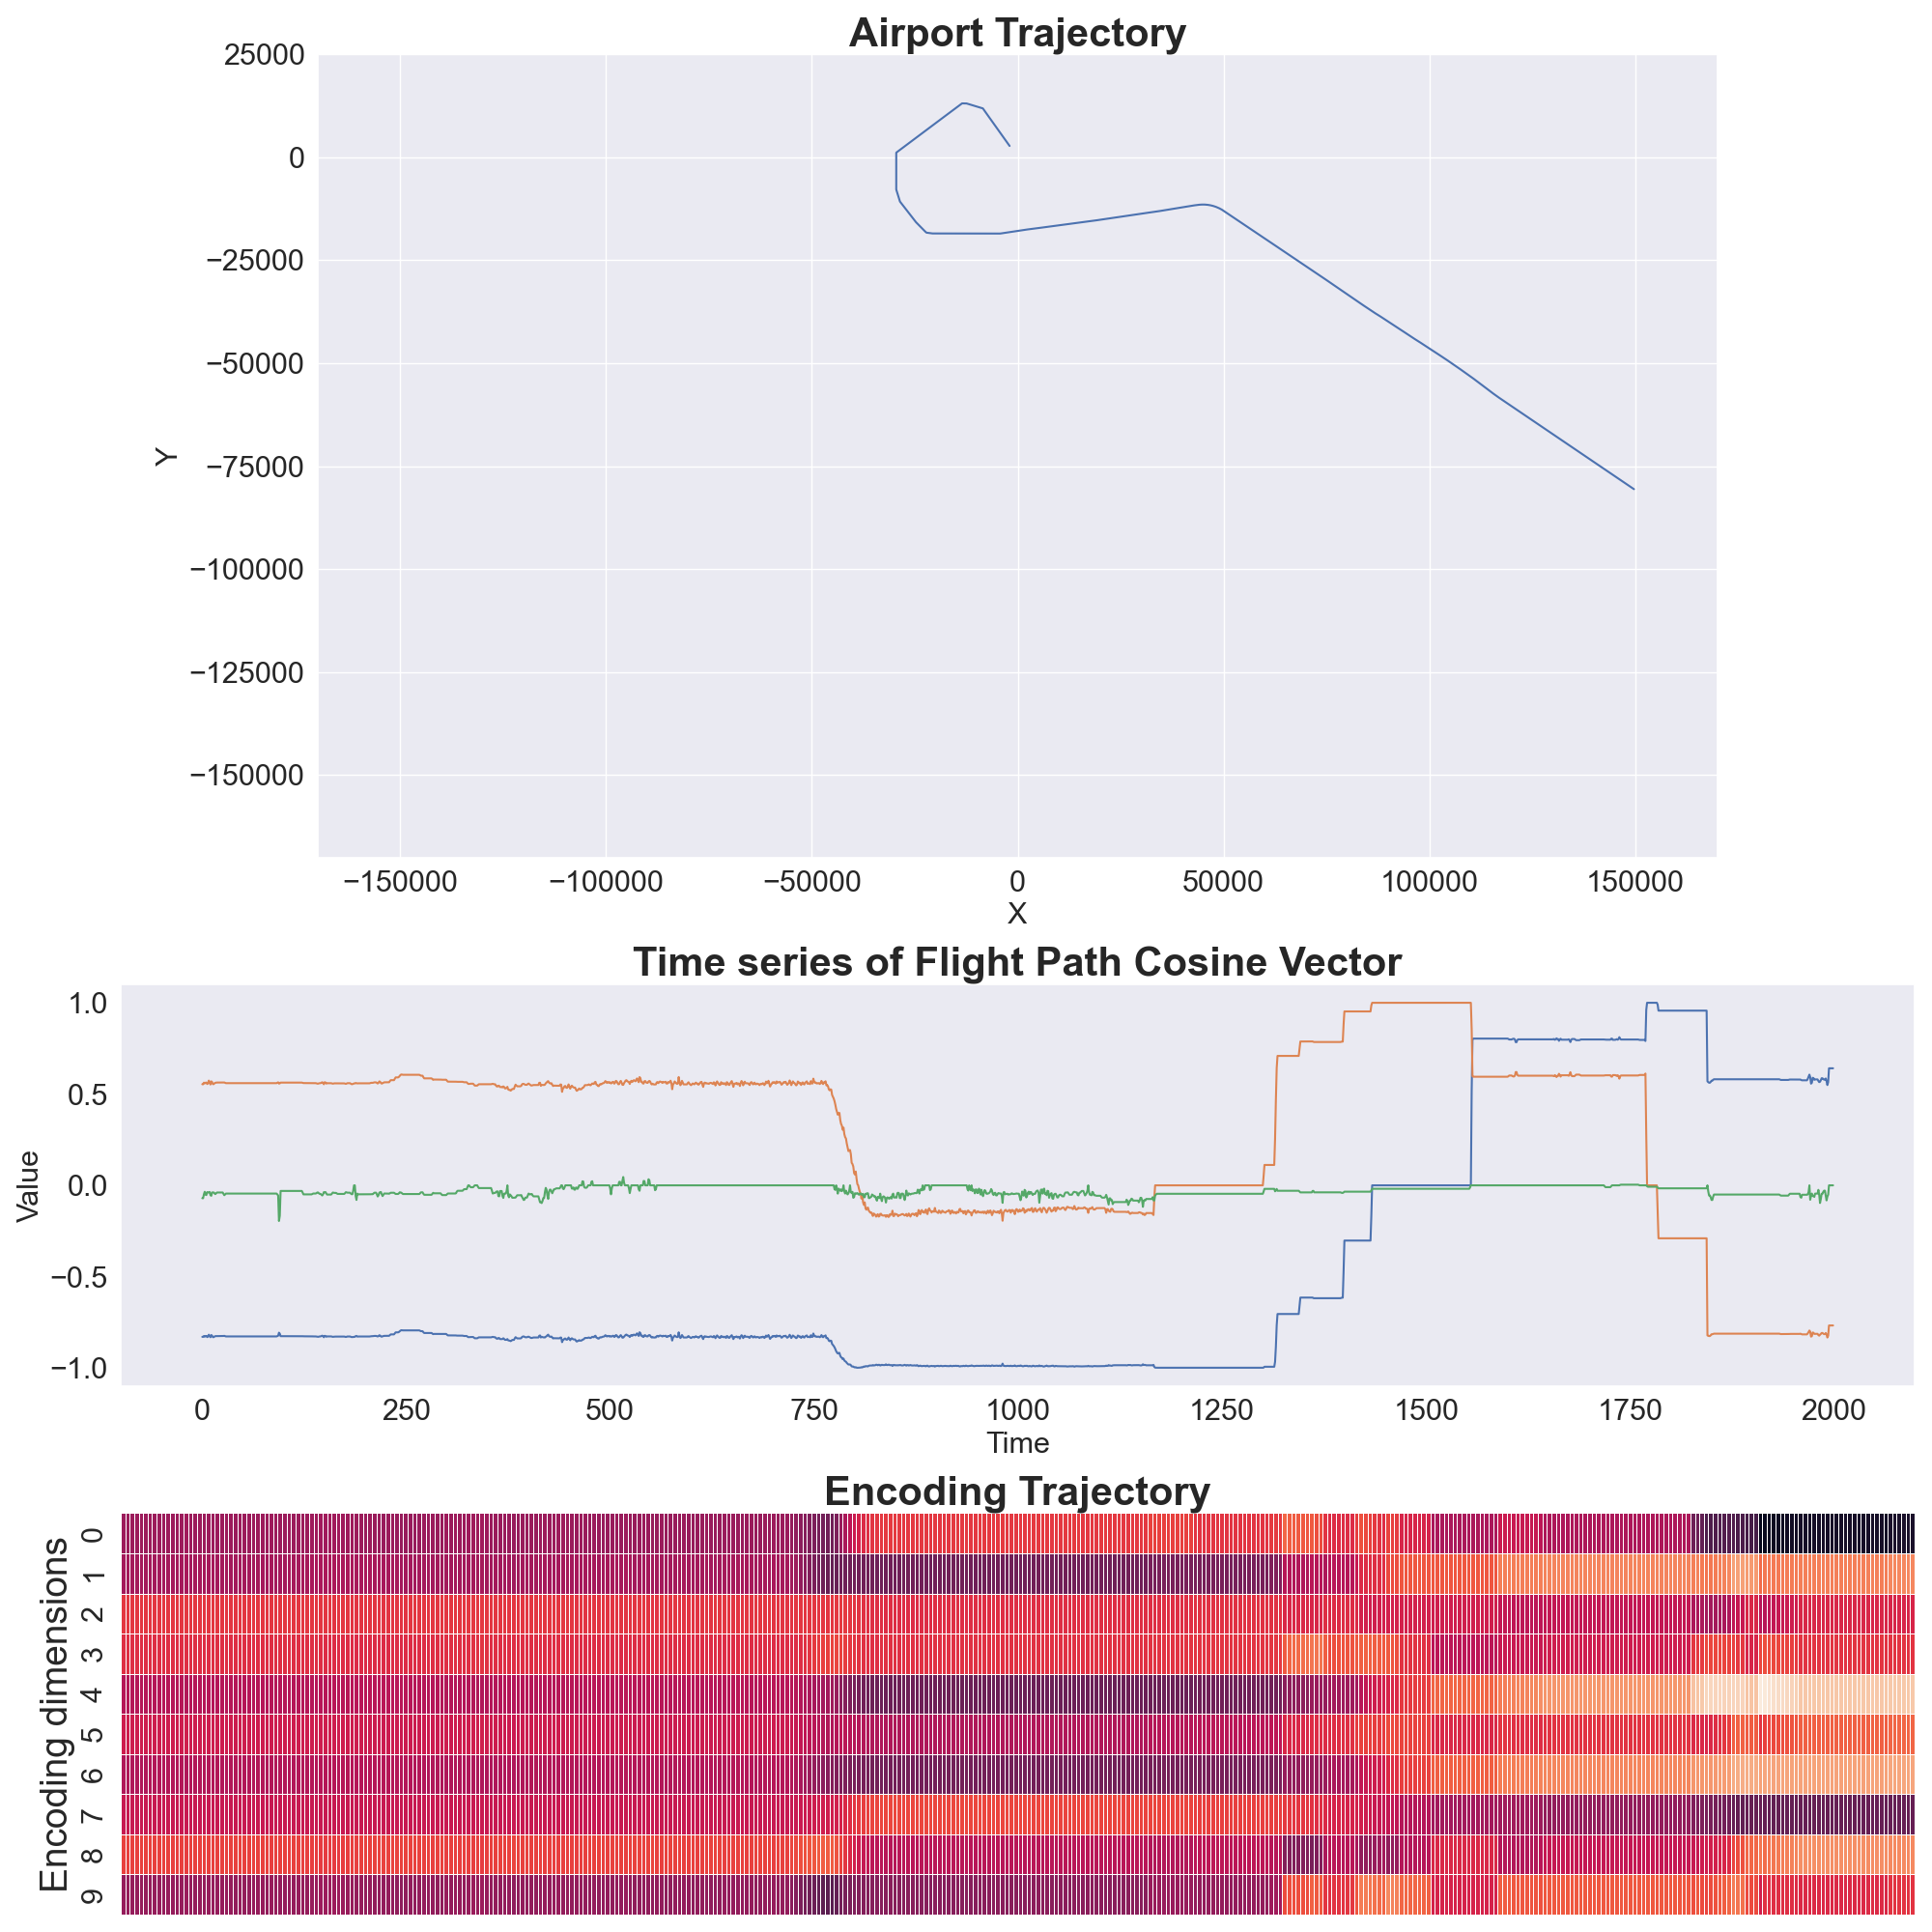 Airport Trajectory
25000
0
−25000
−50000
−75000
−100000
−125000
−150000
Y
−150000 −100000 −50000 0 50000 100000 150000
X
Time series of Flight Path Cosine Vector
1.0
0.5
0.0
−0.5
−1.0
Value
0 250 500 750 1000 1250 1500 1750 2000
Time
Encoding Trajectory
Encoding dimensions
0
1
2
3
4
5
6
7
8
9